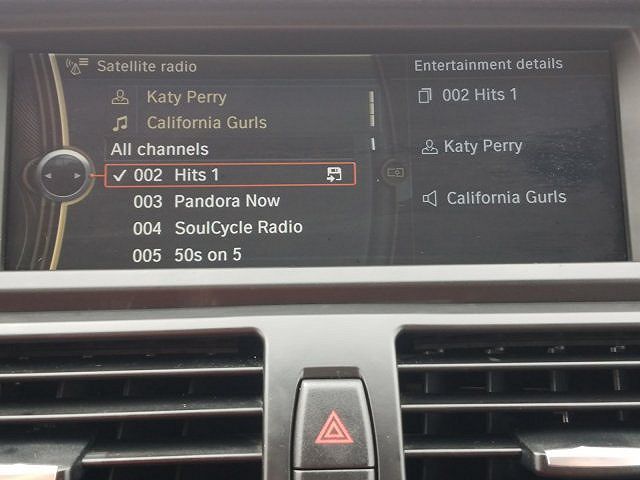 Satellite radio
Katy Perry
California Gurls
All channels
002 Hits 1
003 Pandora Now
004 SoulCycle Radio
005 50s on 5
Entertainment details
002 Hits 1
Katy Perry
California Gurls